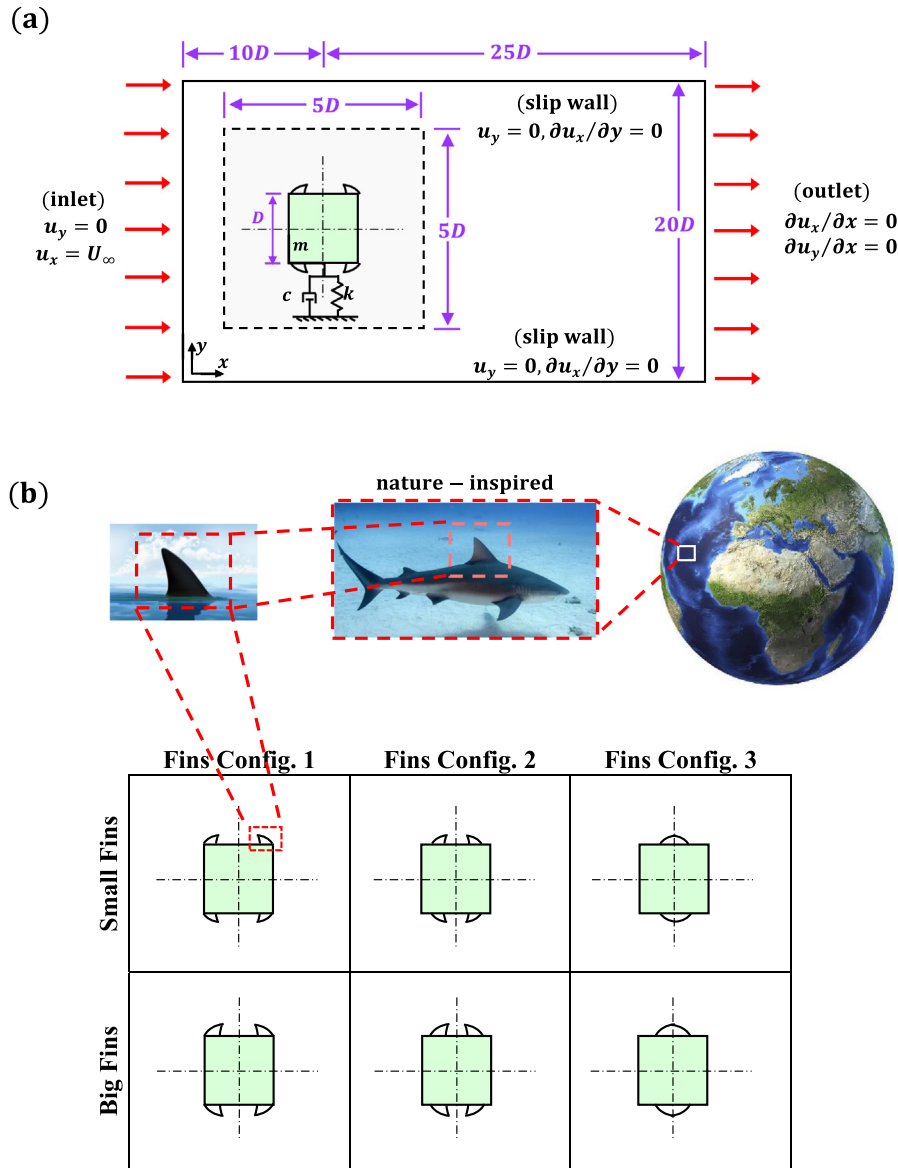 (a)
10D
25D
5D
(slip wall)
u_y = 0, ∂u_x/∂y = 0
(inlet)
u_y = 0
u_x = U_∞
D
m
5D
20D
(outlet)
∂u_x/∂x = 0
∂u_y/∂x = 0
c
k
(slip wall)
u_y = 0, ∂u_x/∂y = 0
y
x
(b)
nature − inspired
Fins Config. 1
Fins Config. 2
Fins Config. 3
Small Fins
Big Fins